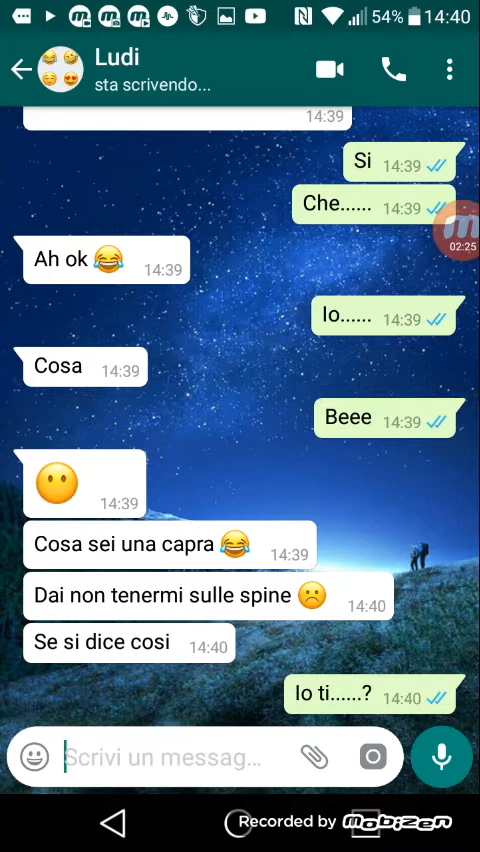 54% 14:40
Ludi
sta scrivendo...
14:39
Si 14:39
Che...... 14:39
02:25
Ah ok 😂 14:39
Io...... 14:39
Cosa 14:39
Beee 14:39
😶 14:39
Cosa sei una capra 😂 14:39
Dai non tenermi sulle spine ☹️ 14:40
Se si dice cosi 14:40
Io ti......? 14:40
Scrivi un messag...
Recorded by Mobizen